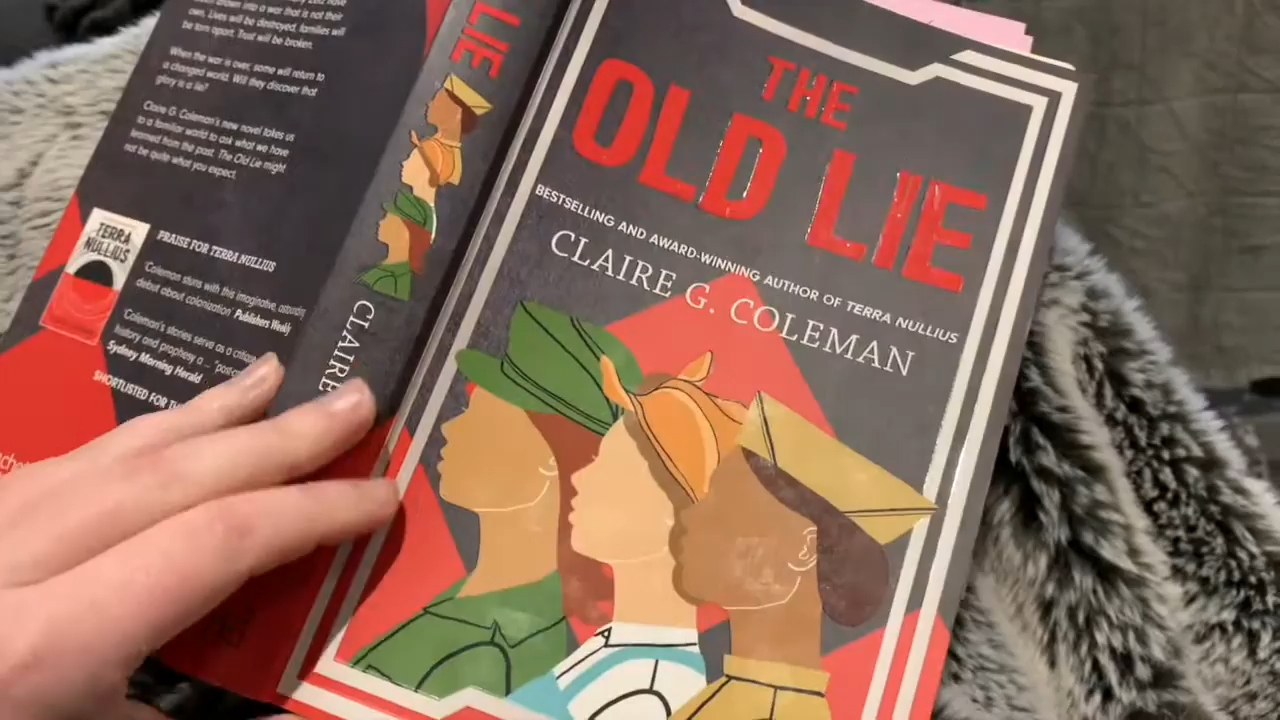 drawn into a war that is not their
own. Lives will be destroyed, families will
be torn apart. Trust will be broken.
When the war is over, some will return to
a changed world. Will they discover that
glory is a lie?
Claire G. Coleman's new novel takes us
to a familiar world to ask what we have
learned from the past. The Old Lie might
not be quite what you expect.
TERRA
NULLIUS
PRAISE FOR TERRA NULLIUS
'Coleman stuns with this imaginative, astounding
debut about colonization' Publishers Weekly
'Coleman's stories serve as a critique
history and prophesy a...
Sydney Morning Herald
SHORTLISTED FOR THE
LIE
CLAIRE
THE
OLD LIE
BESTSELLING AND AWARD-WINNING AUTHOR OF TERRA NULLIUS
CLAIRE G. COLEMAN